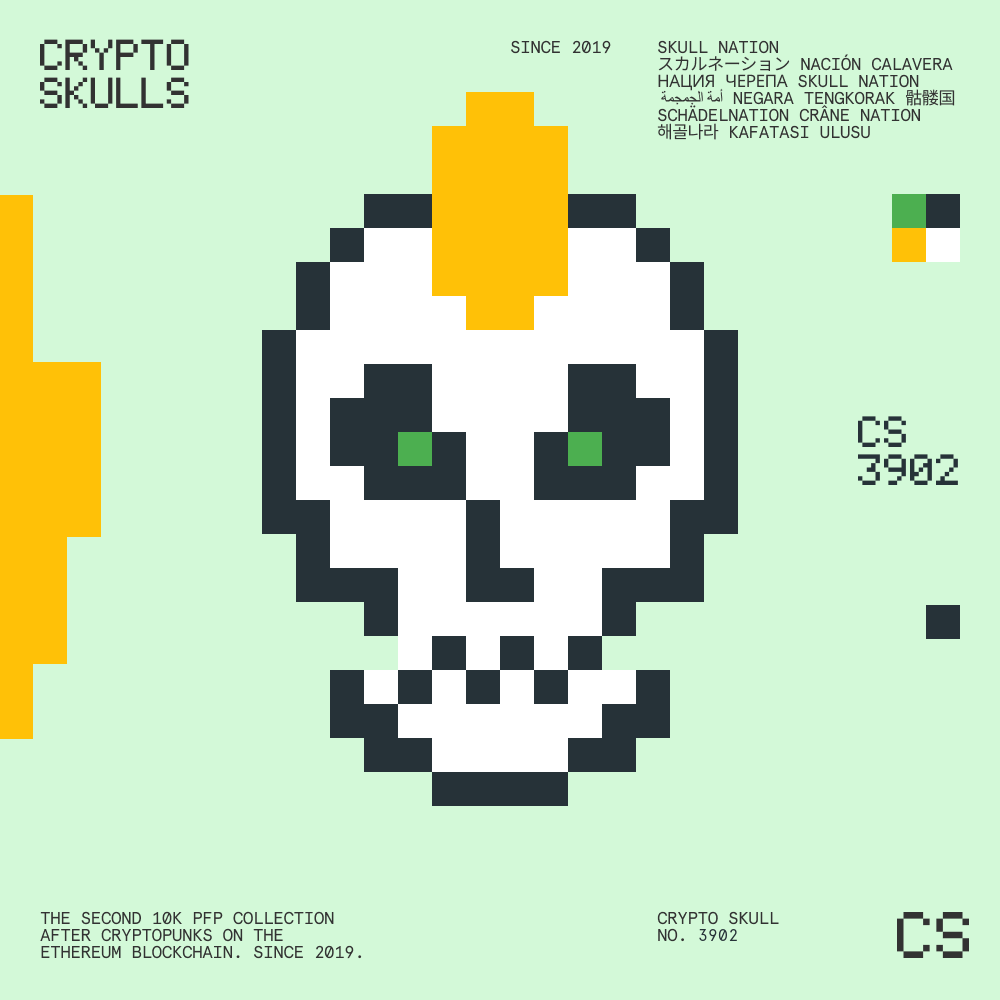 CRYPTO
SKULLS
SINCE 2019
SKULL NATION
スカルネーション NACIÓN CALAVERA
НАЦИЯ ЧЕРЕПА SKULL NATION
أمة الجمجمة NEGARA TENGKORAK 骷髅国
SCHÄDELNATION CRÂNE NATION
해골나라 KAFATASI ULUSU
CS
3902
THE SECOND 10K PFP COLLECTION
AFTER CRYPTOPUNKS ON THE
ETHEREUM BLOCKCHAIN. SINCE 2019.
CRYPTO SKULL
NO. 3902
CS